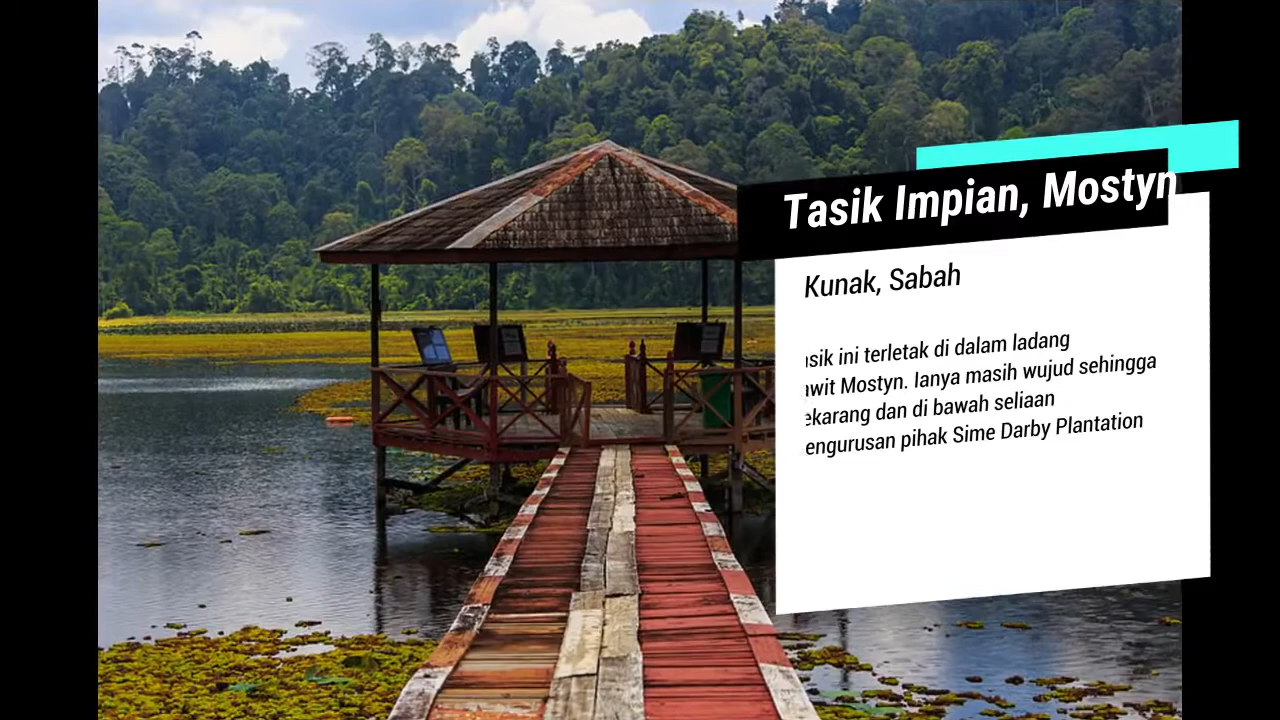 Tasik Impian, Mostyn
Kunak, Sabah
asik ini terletak di dalam ladang
awit Mostyn. Ianya masih wujud sehingga
ekarang dan di bawah seliaan
engurusan pihak Sime Darby Plantation